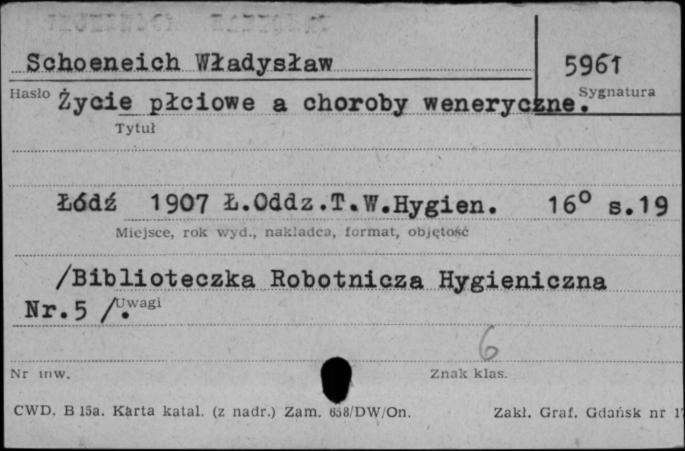 Schoeneich Władysław
5961
Hasło
Sygnatura
Życie płciowe a choroby weneryczne.
Tytuł
Łódź 1907 Ł.Oddz.T.W.Hygien. 16° s.19
Miejsce, rok wyd., nakładca, format, objętość
/Biblioteczka Robotnicza Hygieniczna
Nr.5 /.
Uwagi
6
Nr inw.
Znak klas.
CWD. B 15a. Karta katal. (z nadr.) Zam. 658/DW/On.
Zakł. Graf. Gdańsk nr